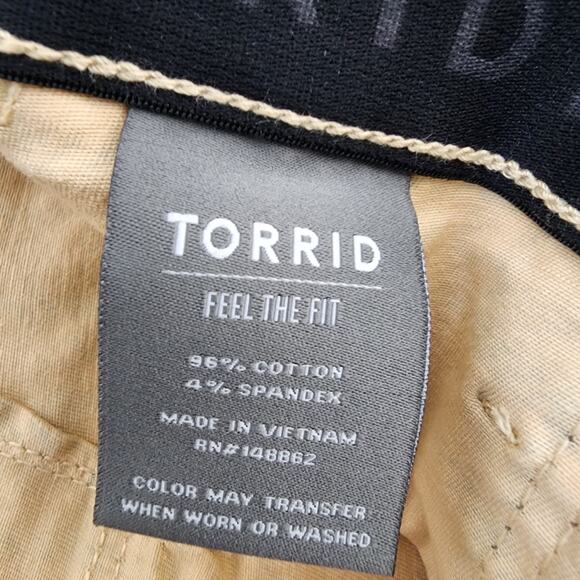 TORRID
FEEL THE FIT
96% COTTON
4% SPANDEX
MADE IN VIETNAM
RN#148862
COLOR MAY TRANSFER
WHEN WORN OR WASHED